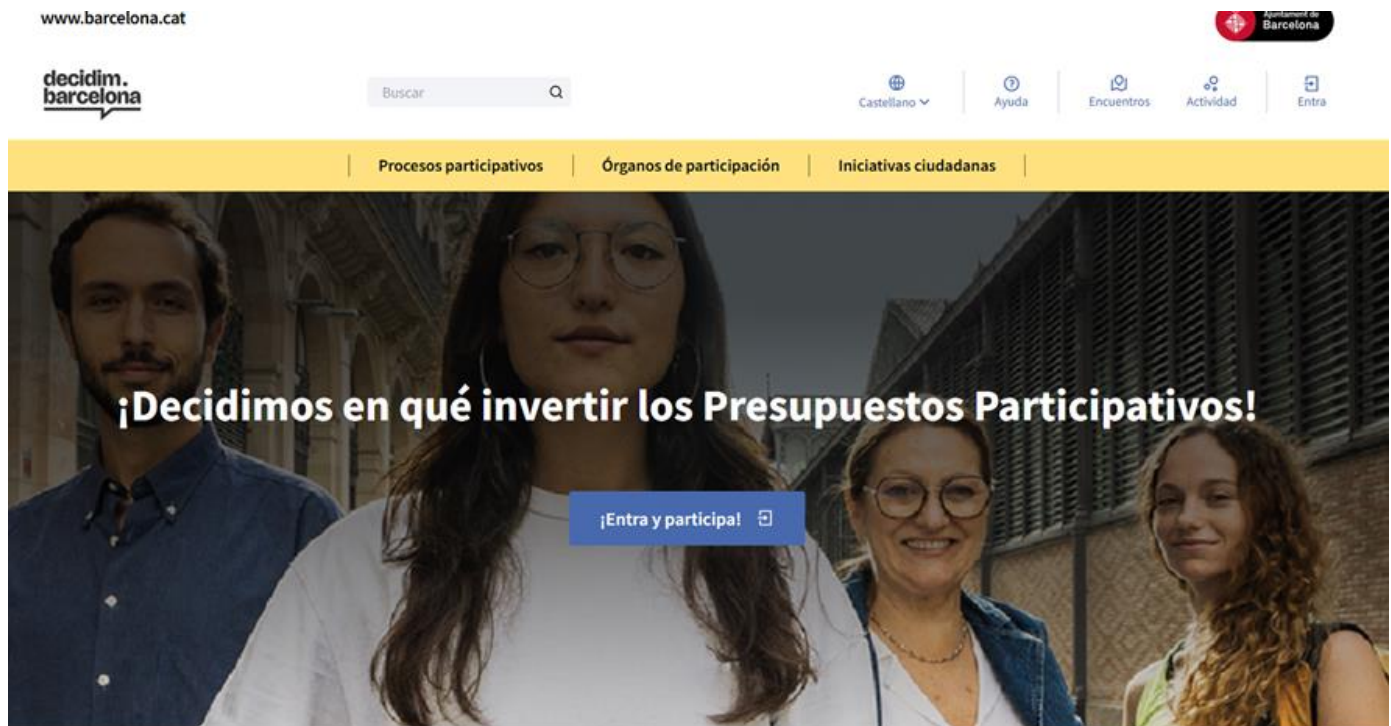 www.barcelona.cat
Ajuntament de
Barcelona
decidim.
barcelona
Buscar
Castellano
Ayuda
Encuentros
Actividad
Entra
Procesos participativos
Órganos de participación
Iniciativas ciudadanas
¡Decidimos en qué invertir los Presupuestos Participativos!
¡Entra y participa!